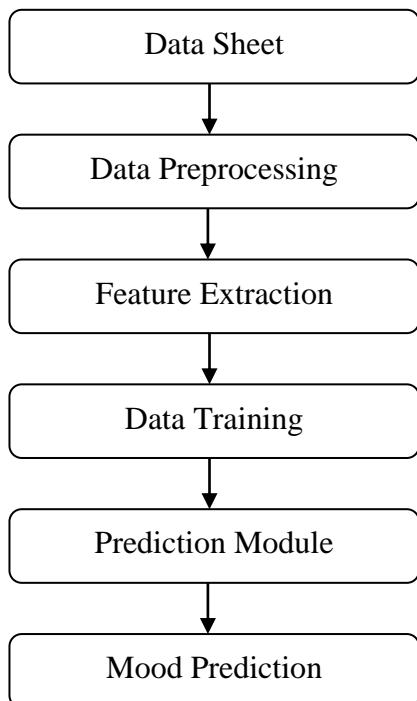 Data Sheet
Data Preprocessing
Feature Extraction
Data Training
Prediction Module
Mood Prediction